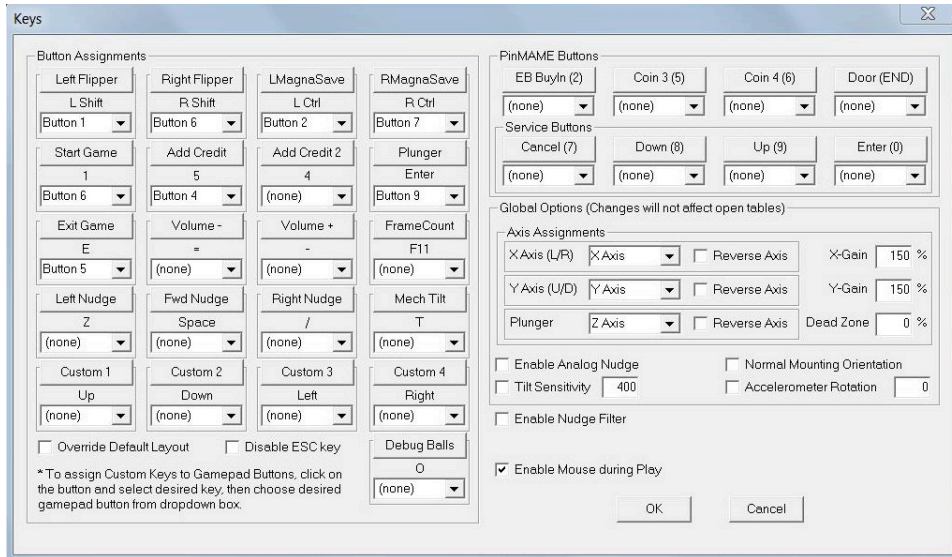 Keys
Button Assignments
Left Flipper Right Flipper LMagnaSave RMagnaSave
L Shift R Shift L Ctrl R Ctrl
Button 1 Button 6 Button 2 Button 7
Start Game Add Credit Add Credit 2 Plunger
1 5 4 Enter
Button 6 Button 4 (none) Button 9
Exit Game Volume - Volume + FrameCount
E = - F11
Button 5 (none) (none) (none)
Left Nudge Fwd Nudge Right Nudge Mech Tilt
Z Space / T
(none) (none) (none) (none)
Custom 1 Custom 2 Custom 3 Custom 4
Up Down Left Right
(none) (none) (none) (none)
Override Default Layout Disable ESC key
Debug Balls
O
(none)
* To assign Custom Keys to Gamepad Buttons, click on
the button and select desired key, then choose desired
gamepad button from dropdown box.
PinMAME Buttons
EB BuyIn (2) Coin 3 (5) Coin 4 (6) Door (END)
(none) (none) (none) (none)
Service Buttons
Cancel (7) Down (8) Up (9) Enter (0)
(none) (none) (none) (none)
Global Options (Changes will not affect open tables)
Axis Assignments
X Axis (L/R) X Axis Reverse Axis X-Gain 150 %
Y Axis (U/D) Y Axis Reverse Axis Y-Gain 150 %
Plunger Z Axis Reverse Axis Dead Zone 0 %
Enable Analog Nudge Normal Mounting Orientation
Tilt Sensitivity 400 Accelerometer Rotation 0
Enable Nudge Filter
Enable Mouse during Play
OK Cancel